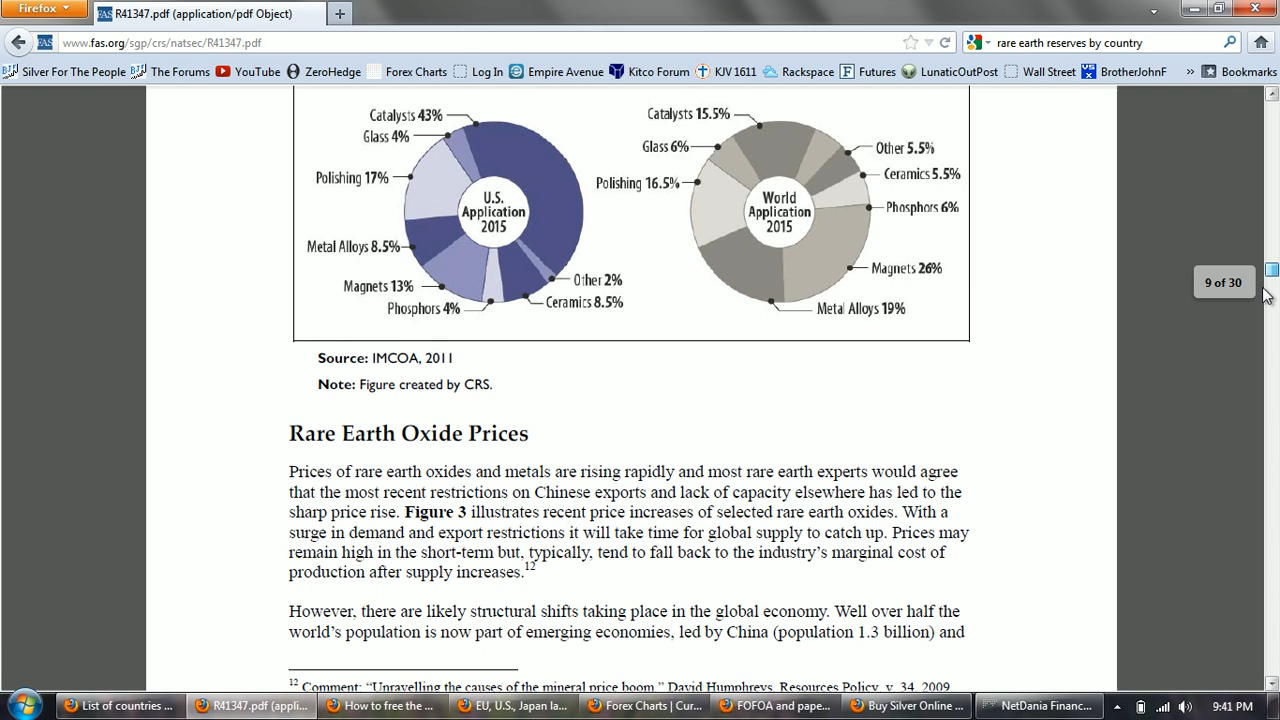 Firefox
R41347.pdf (application/pdf Object)
www.fas.org/sgp/crs/natsec/R41347.pdf
rare earth reserves by country
Silver For The People
The Forums
YouTube
ZeroHedge
Forex Charts
Log In
Empire Avenue
Kitco Forum
KJV 1611
Rackspace
Futures
LunaticOutPost
Wall Street
BrotherJohnF
Bookmarks
Catalysts 43%
Glass 4%
Polishing 17%
Metal Alloys 8.5%
Magnets 13%
Phosphors 4%
Other 2%
Ceramics 8.5%
U.S.
Application
2015
Catalysts 15.5%
Glass 6%
Polishing 16.5%
Other 5.5%
Ceramics 5.5%
Phosphors 6%
Magnets 26%
Metal Alloys 19%
World
Application
2015
9 of 30
Source: IMCOA, 2011
Note: Figure created by CRS.
Rare Earth Oxide Prices
Prices of rare earth oxides and metals are rising rapidly and most rare earth experts would agree
that the most recent restrictions on Chinese exports and lack of capacity elsewhere has led to the
sharp price rise. Figure 3 illustrates recent price increases of selected rare earth oxides. With a
surge in demand and export restrictions it will take time for global supply to catch up. Prices may
remain high in the short-term but, typically, tend to fall back to the industry's marginal cost of
production after supply increases.12
However, there are likely structural shifts taking place in the global economy. Well over half the
world's population is now part of emerging economies, led by China (population 1.3 billion) and
12 Comment: "Unravelling the causes of the mineral price boom," David Humphreys, Resources Policy, v. 34, 2009
List of countries ...
R41347.pdf (appli...
How to free the ...
EU, U.S., Japan la...
Forex Charts | Cur...
FOFOA and pape...
Buy Silver Online ...
NetDania Financ...
9:41 PM